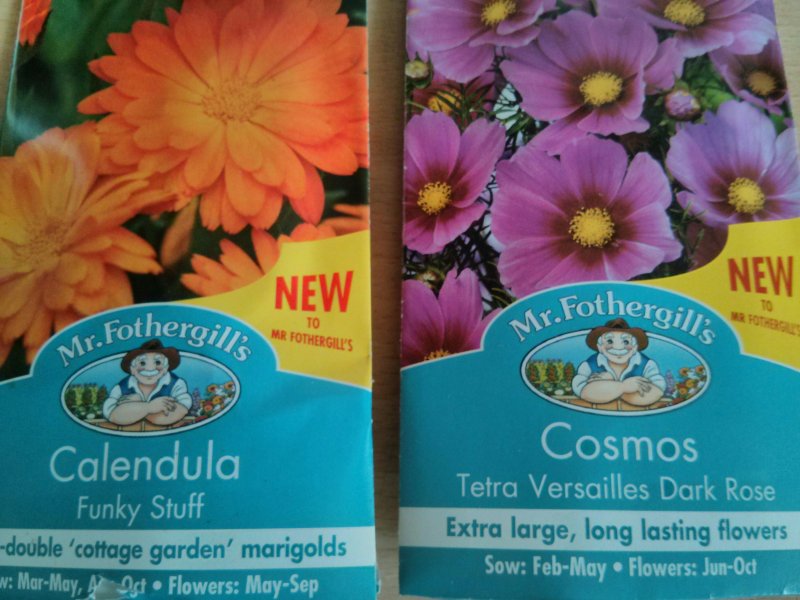 NEW
TO
MR FOTHERGILL'S
Mr. Fothergill's
Calendula
Funky Stuff
-double 'cottage garden' marigolds
w: Mar-May, A Oct • Flowers: May-Sep
NEW
TO
MR FOTHERGILL'S
Mr. Fothergill's
Cosmos
Tetra Versailles Dark Rose
Extra large, long lasting flowers
Sow: Feb-May • Flowers: Jun-Oct